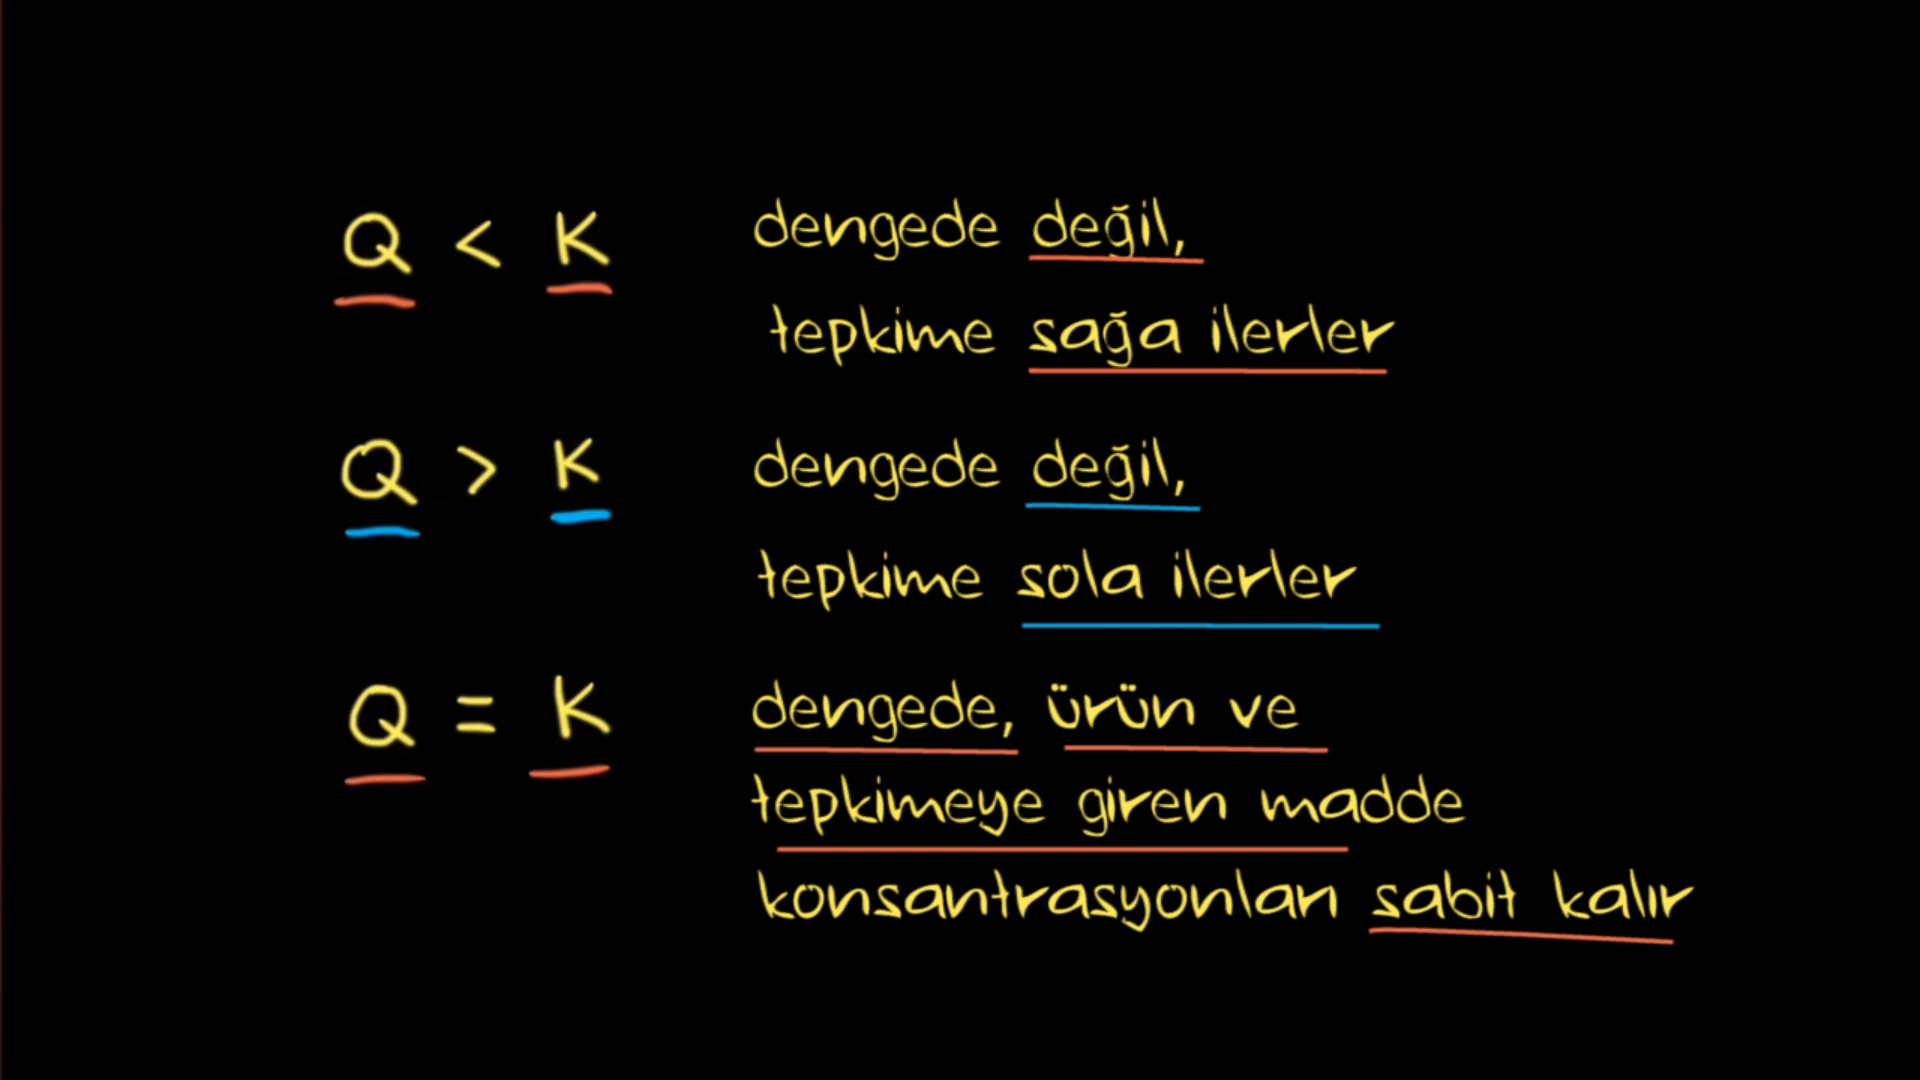 Q < K dengede değil,
tepkime sağa ilerler
Q > K dengede değil,
tepkime sola ilerler
Q = K dengede, ürün ve
tepkimeye giren madde
konsantrasyonları sabit kalır